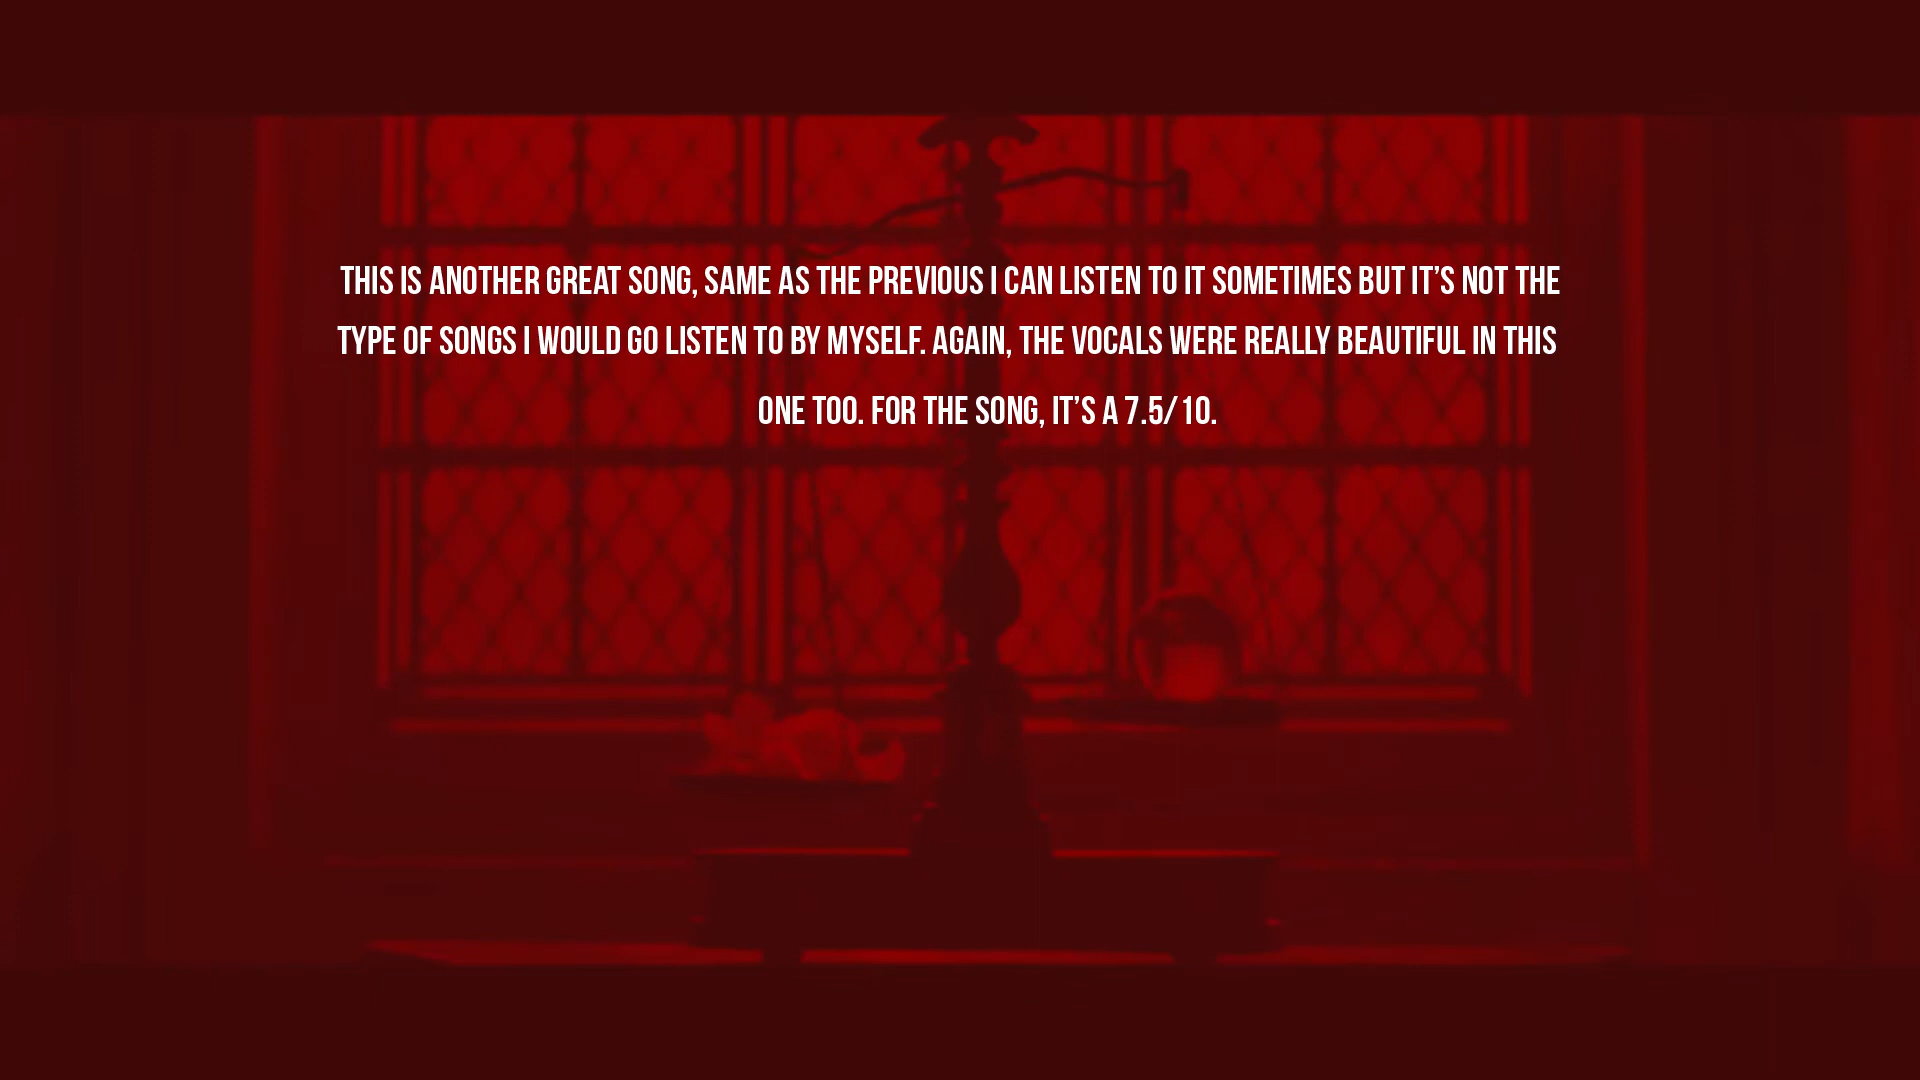 THIS IS ANOTHER GREAT SONG, SAME AS THE PREVIOUS I CAN LISTEN TO IT SOMETIMES BUT IT’S NOT THE
TYPE OF SONGS I WOULD GO LISTEN TO BY MYSELF. AGAIN, THE VOCALS WERE REALLY BEAUTIFUL IN THIS
ONE TOO. FOR THE SONG, IT’S A 7.5/10.